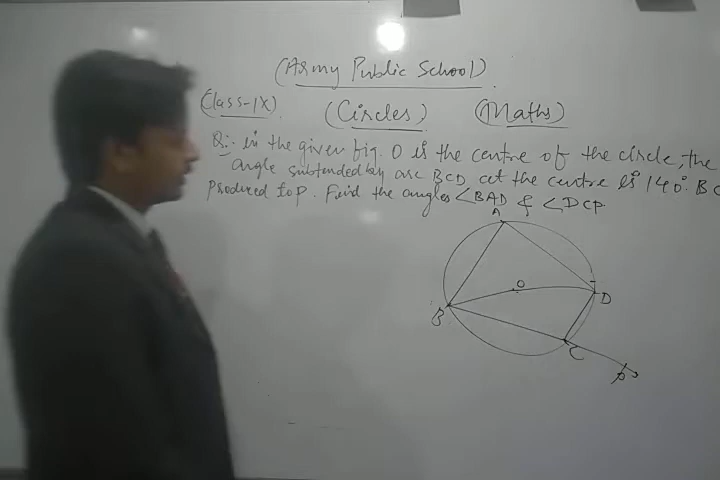 (Army Public School)
(Class-IX) (Circles) (Maths)
Q:- in the given fig. O is the centre of the circle, the
angle subtended by arc BCD at the centre is 140°. BC
Produced to P. Find the angles ∠BAD & ∠DCP
A
O
D
B
C
P